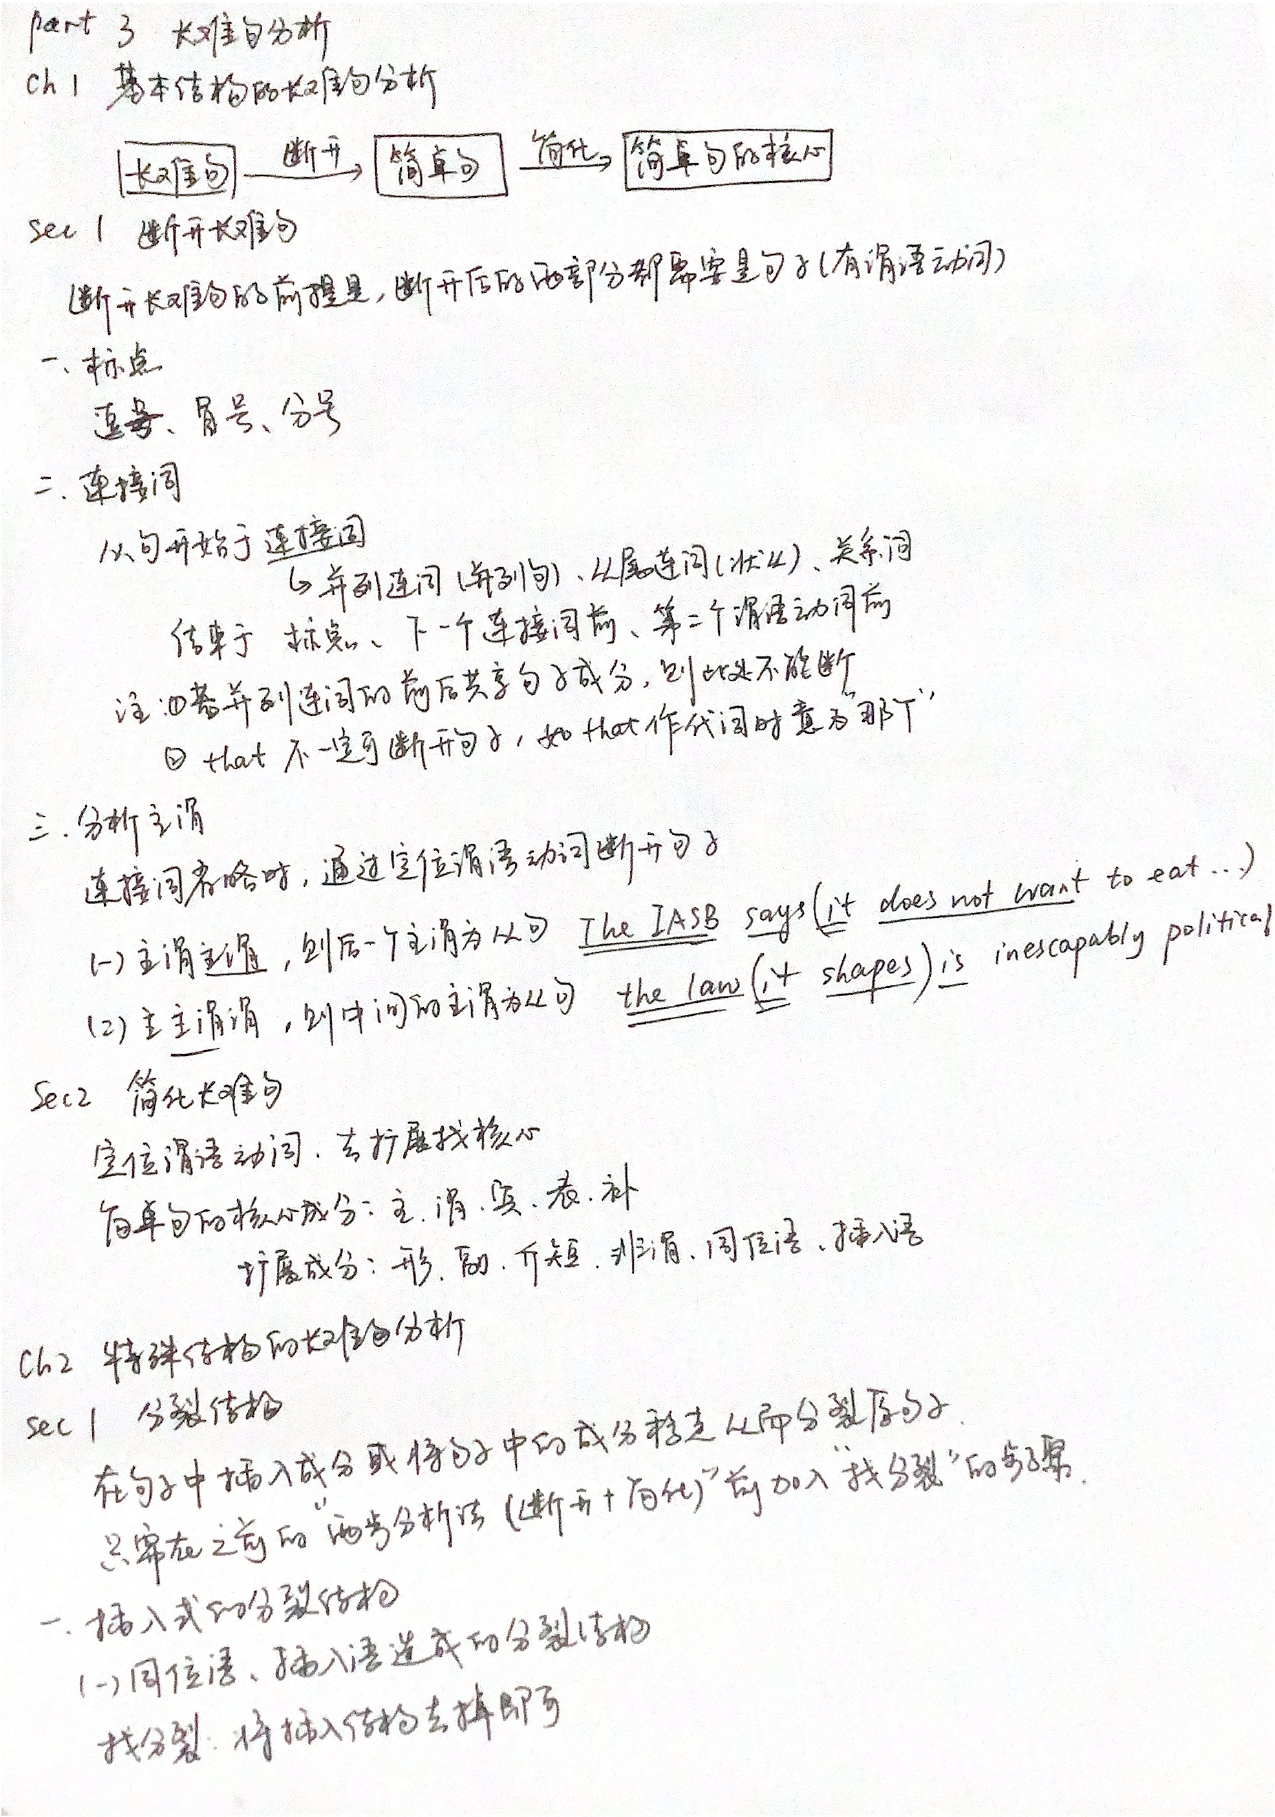 part 3 长难句分析
ch 1 基本结构的长难句分析
长难句 断开 简单句 简化 简单句的核心
sec 1 断开长难句
断开长难句的前提是,断开后的两部分都需要是句子(有谓语动词)
一、标点
逗号、冒号、分号
二、连接词
从句开始于连接词
↳ 并列连词(并列句)、从属连词(状从)、关系词
结束于 标点、下一个连接词前、第二个谓语动词前
注:①若并列连词的前后共享句子成分,则此处不能断
② that 不一定可断开句子,如that作代词时意为"那个"
三、分析主谓
连接词省略时,通过定位谓语动词断开句子
(一)主谓主谓,则后一个主谓为从句 The IASB says(it does not want to eat...)
(2)主主谓谓,则中间的主谓为从句 the law(it shapes)is inescapably political
Sec2 简化长难句
定位谓语动词、去扩展找核心
简单句的核心成分:主、谓、宾、表、补
扩展成分:形、副、介短、非谓、同位语、插入语
Ch2 特殊结构的长难句分析
sec 1 分裂结构
在句子中插入成分或将句子中的成分移走从而分裂原句子.
只需在之前的"两步分析法(断开+简化)"前加入"找分裂"的步骤.
一、插入式的分裂结构
(一)同位语、插入语造成的分裂结构
找分裂:将插入结构去掉即可